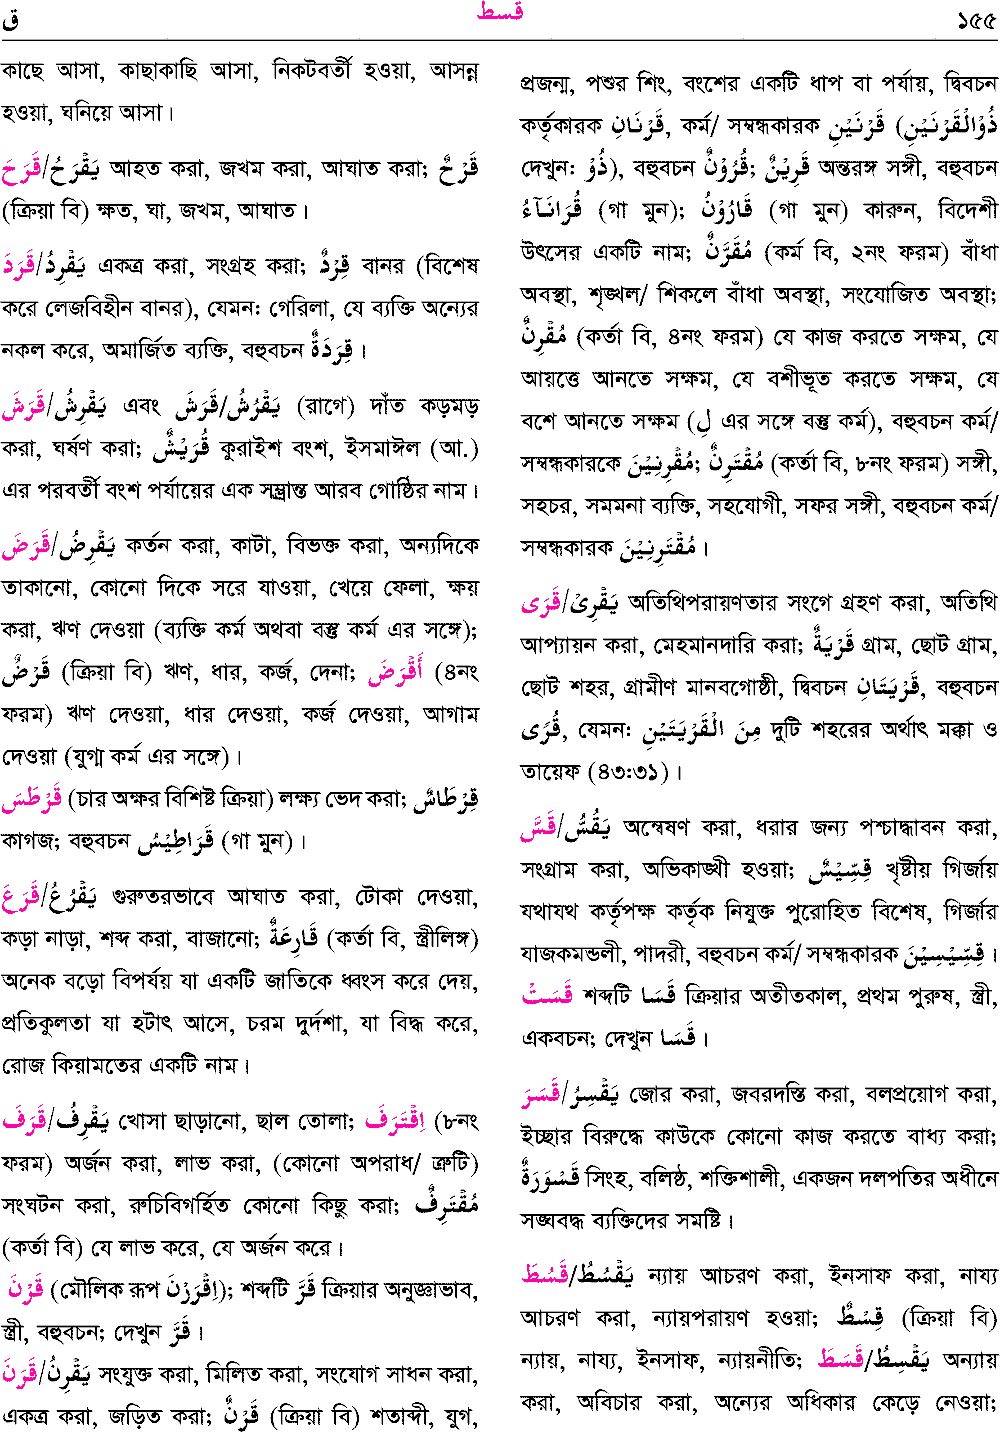 ق قسط ১৫৫
কাছে আসা, কাছাকাছি আসা, নিকটবর্তী হওয়া, আসন্ন
হওয়া, ঘনিয়ে আসা।
قَرَحَ/يَقْرَحُ আহত করা, জখম করা, আঘাত করা; قَرْحٌ
(ক্রিয়া বি) ক্ষত, ঘা, জখম, আঘাত।
قَرَدَ/يَقْرِدُ একত্র করা, সংগ্রহ করা; قِرْدٌ বানর (বিশেষ
করে লেজবিহীন বানর), যেমন: গেরিলা, যে ব্যক্তি অন্যের
নকল করে, অমার্জিত ব্যক্তি, বহুবচন قِرَدَةٌ ।
قَرَشَ/يَقْرِشُ এবং قَرَشَ/يَقْرُشُ (রাগে) দাঁত কড়মড়
করা, ঘর্ষণ করা; قُرَيْشٌ কুরাইশ বংশ, ইসমাঈল (আ.)
এর পরবর্তী বংশ পর্যায়ের এক সম্ভ্রান্ত আরব গোষ্ঠির নাম।
قَرَضَ/يَقْرِضُ কর্তন করা, কাটা, বিভক্ত করা, অন্যদিকে
তাকানো, কোনো দিকে সরে যাওয়া, খেয়ে ফেলা, ক্ষয়
করা, ঋণ দেওয়া (ব্যক্তি কর্ম অথবা বস্তু কর্ম এর সঙ্গে);
قَرْضٌ (ক্রিয়া বি) ঋণ, ধার, কর্জ, দেনা; أَقْرَضَ (৪নং
ফরম) ঋণ দেওয়া, ধার দেওয়া, কর্জ দেওয়া, আগাম
দেওয়া (যুগ্ম কর্ম এর সঙ্গে)।
قَرْطَسَ (চার অক্ষর বিশিষ্ট ক্রিয়া) লক্ষ্য ভেদ করা; قِرْطَاسٌ
কাগজ; বহুবচন قَرَاطِيْسُ (গা মুন)।
قَرَعَ/يَقْرُعُ গুরুতরভাবে আঘাত করা, টোকা দেওয়া,
কড়া নাড়া, শব্দ করা, বাজানো; قَارِعَةٌ (কর্তা বি, স্ত্রীলিঙ্গ)
অনেক বড়ো বিপর্যয় যা একটি জাতিকে ধ্বংস করে দেয়,
প্রতিকুলতা যা হটাৎ আসে, চরম দুর্দশা, যা বিদ্ধ করে,
রোজ কিয়ামতের একটি নাম।
قَرَفَ/يَقْرِفُ খোসা ছাড়ানো, ছাল তোলা; اِقْتَرَفَ (৮নং
ফরম) অর্জন করা, লাভ করা, (কোনো অপরাধ/ ত্রুটি)
সংঘটন করা, রুচিবিগর্হিত কোনো কিছু করা; مُقْتَرِفٌ
(কর্তা বি) যে লাভ করে, যে অর্জন করে।
قَرْنَ (মৌলিক রূপ اِقْرَرْنَ); শব্দটি قَرَّ ক্রিয়ার অনুজ্ঞাভাব,
স্ত্রী, বহুবচন; দেখুন قَرَّ ।
قَرَنَ/يَقْرِنُ সংযুক্ত করা, মিলিত করা, সংযোগ সাধন করা,
একত্র করা, জড়িত করা; قَرْنٌ (ক্রিয়া বি) শতাব্দী, যুগ,
প্রজন্ম, পশুর শিং, বংশের একটি ধাপ বা পর্যায়, দ্বিবচন
কর্তৃকারক قَرْنَانِ, কর্ম/ সম্বন্ধকারক قَرْنَيْنِ (ذُوْالْقَرْنَيْنِ
দেখুন: ذُوْ), বহুবচন قُرُوْنٌ; قَرِيْنٌ অন্তরঙ্গ সঙ্গী, বহুবচন
قُرَانَآءُ (গা মুন); قَارُوْنُ (গা মুন) কারুন, বিদেশী
উৎসের একটি নাম; مُقَرَّنٌ (কর্ম বি, ২নং ফরম) বাঁধা
অবস্থা, শৃঙ্খল/ শিকলে বাঁধা অবস্থা, সংযোজিত অবস্থা;
مُقْرِنٌ (কর্তা বি, ৪নং ফরম) যে কাজ করতে সক্ষম, যে
আয়ত্তে আনতে সক্ষম, যে বশীভূত করতে সক্ষম, যে
বশে আনতে সক্ষম (لِ এর সঙ্গে বস্তু কর্ম), বহুবচন কর্ম/
সম্বন্ধকারকে مُقْرِنِيْنَ; مُقْتَرِنٌ (কর্তা বি, ৮নং ফরম) সঙ্গী,
সহচর, সমমনা ব্যক্তি, সহযোগী, সফর সঙ্গী, বহুবচন কর্ম/
সম্বন্ধকারক مُقْتَرِنِيْنَ ।
قَرَى/يَقْرِىْ অতিথিপরায়ণতার সংগে গ্রহণ করা, অতিথি
আপ্যায়ন করা, মেহমানদারি করা; قَرْيَةٌ গ্রাম, ছোট গ্রাম,
ছোট শহর, গ্রামীণ মানবগোষ্ঠী, দ্বিবচন قَرْيَتَانِ, বহুবচন
قُرًى, যেমন: مِنَ الْقَرْيَتَيْنِ দুটি শহরের অর্থাৎ মক্কা ও
তায়েফ (৪৩:৩১)।
قَسَّ/يَقُسُّ অন্বেষণ করা, ধরার জন্য পশ্চাদ্ধাবন করা,
সংগ্রাম করা, অভিকাঙ্খী হওয়া; قِسِّيْسٌ খৃষ্টীয় গির্জায়
যথাযথ কর্তৃপক্ষ কর্তৃক নিযুক্ত পুরোহিত বিশেষ, গির্জার
যাজকমন্ডলী, পাদরী, বহুবচন কর্ম/ সম্বন্ধকারক قِسِّيْسِيْنَ ।
قَسَتْ শব্দটি قَسَا ক্রিয়ার অতীতকাল, প্রথম পুরুষ, স্ত্রী,
একবচন; দেখুন قَسَا ।
قَسَرَ/يَقْسِرُ জোর করা, জবরদস্তি করা, বলপ্রয়োগ করা,
ইচ্ছার বিরুদ্ধে কাউকে কোনো কাজ করতে বাধ্য করা;
قَسْوَرَةٌ সিংহ, বলিষ্ঠ, শক্তিশালী, একজন দলপতির অধীনে
সঙ্ঘবদ্ধ ব্যক্তিদের সমষ্টি।
قَسُطَ/يَقْسُطُ ন্যায় আচরণ করা, ইনসাফ করা, নায্য
আচরণ করা, ন্যায়পরায়ণ হওয়া; قِسْطٌ (ক্রিয়া বি)
ন্যায়, নায্য, ইনসাফ, ন্যায়নীতি; قَسَطَ/يَقْسِطُ অন্যায়
করা, অবিচার করা, অন্যের অধিকার কেড়ে নেওয়া;